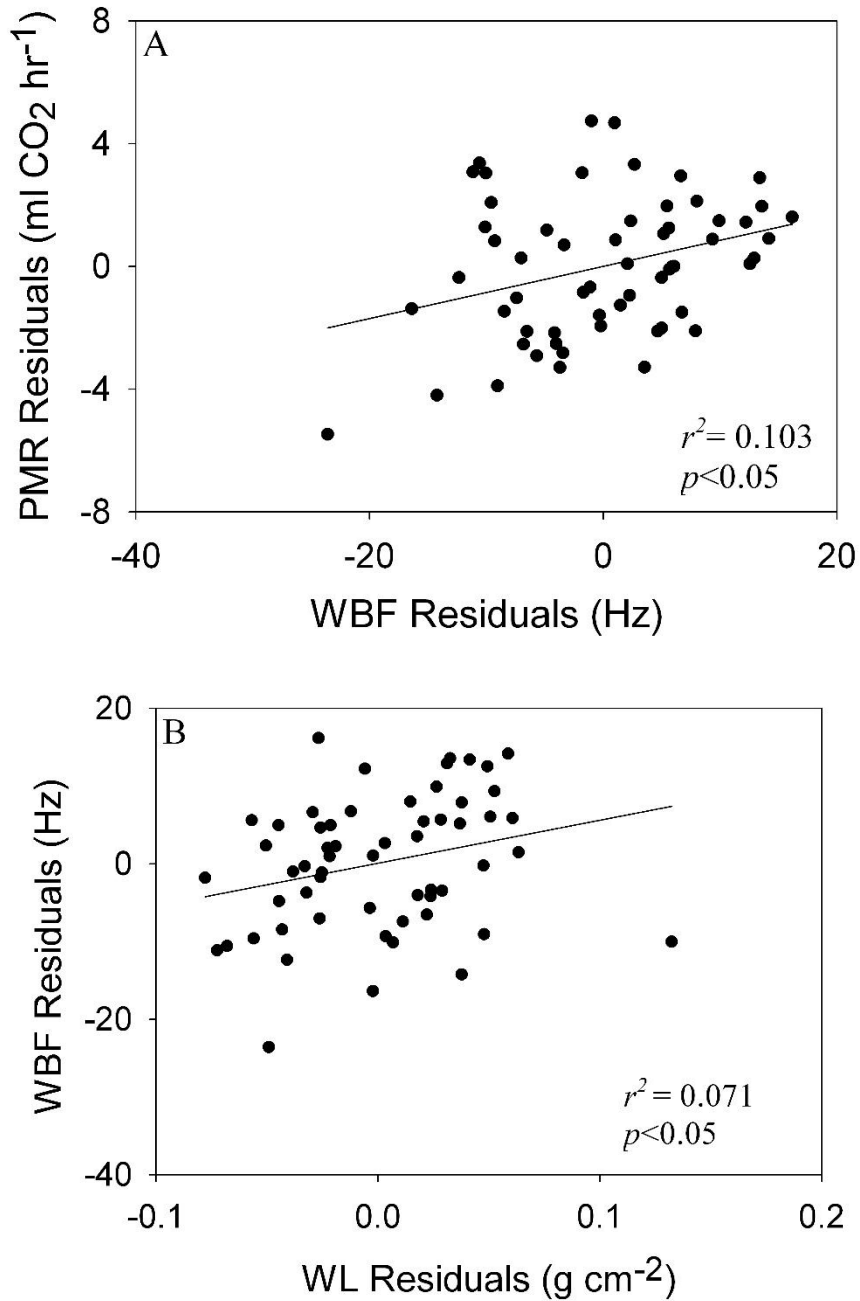 A
PMR Residuals (ml CO₂ hr⁻¹)
8
4
0
-4
-8
r²= 0.103
p<0.05
-40
-20
0
20
WBF Residuals (Hz)
B
WBF Residuals (Hz)
20
0
-20
-40
r² = 0.071
p<0.05
-0.1
0.0
0.1
0.2
WL Residuals (g cm⁻²)